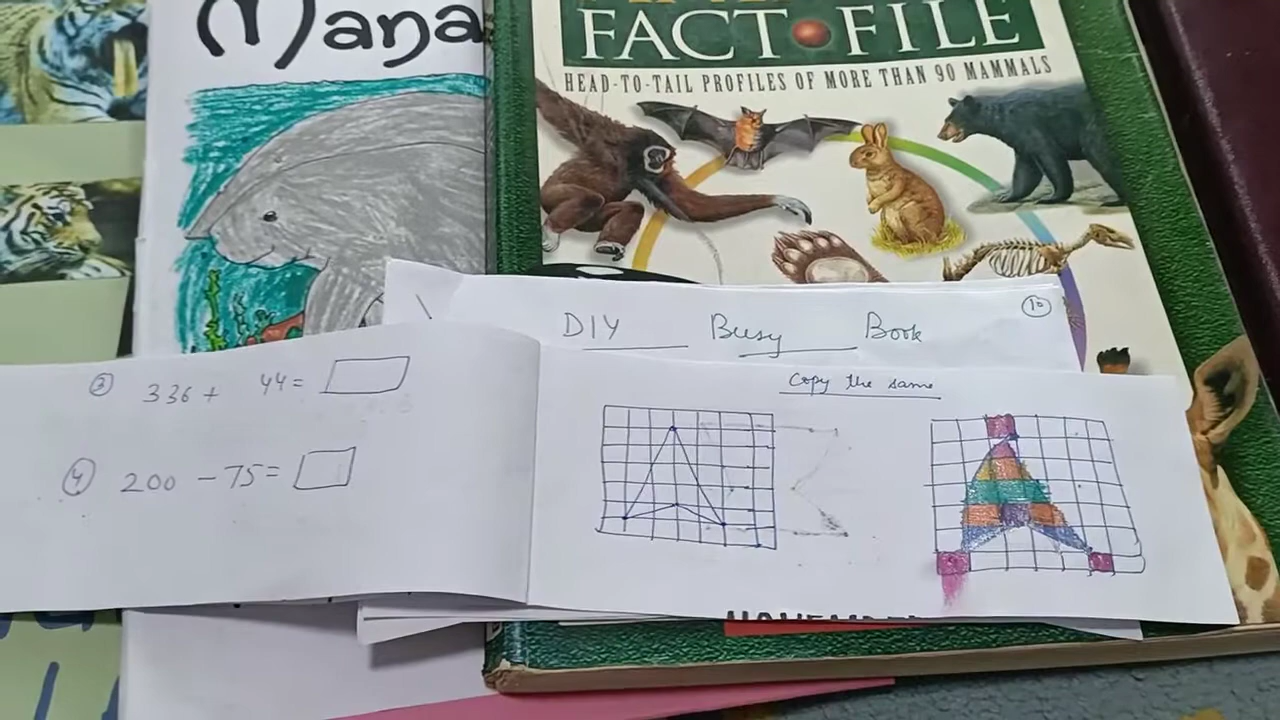 Mana
FACT•FILE
HEAD-TO-TAIL PROFILES OF MORE THAN 90 MAMMALS
DIY Busy Book
10
Copy the same
3 336 + 44 =
4 200 - 75 =